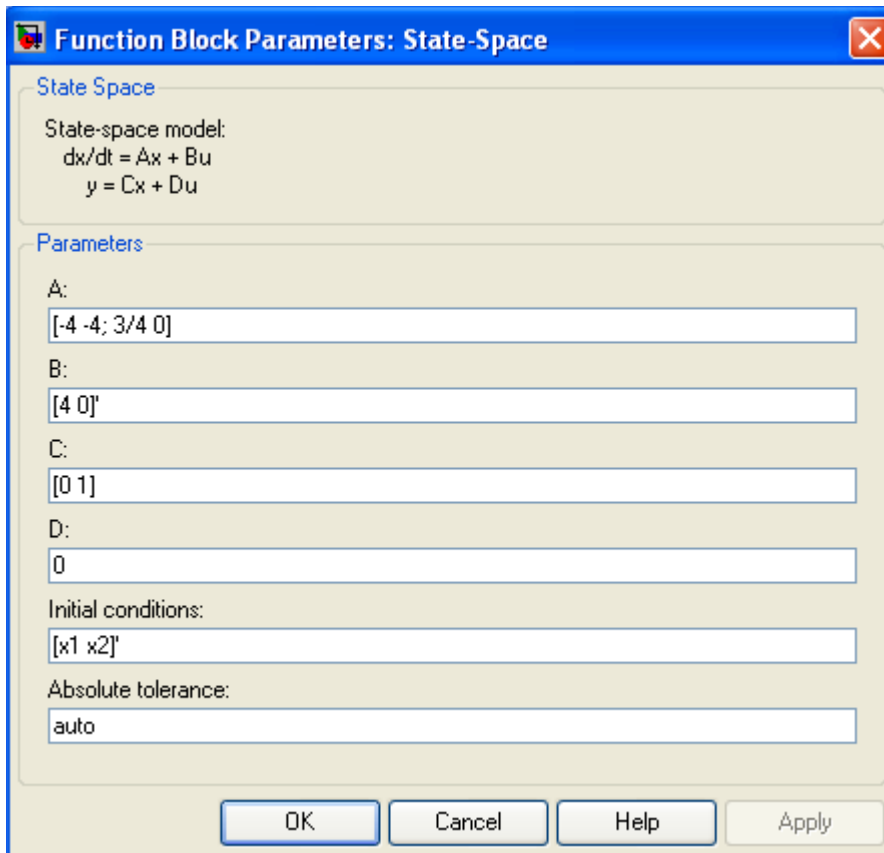 Function Block Parameters: State-Space
State Space
State-space model:
dx/dt = Ax + Bu
y = Cx + Du
Parameters
A:
[-4 -4; 3/4 0]
B:
[4 0]'
C:
[0 1]
D:
0
Initial conditions:
[x1 x2]'
Absolute tolerance:
auto
OK Cancel Help Apply